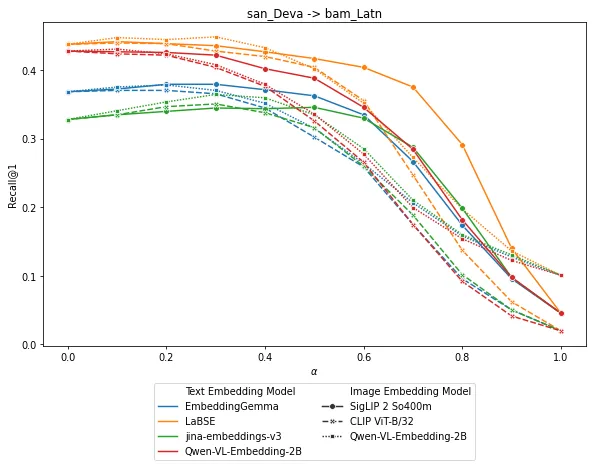 san_Deva -> bam_Latn
Recall@1
0.4
0.3
0.2
0.1
0.0
0.0 0.2 0.4 0.6 0.8 1.0
α
Text Embedding Model
EmbeddingGemma
LaBSE
jina-embeddings-v3
Qwen-VL-Embedding-2B
Image Embedding Model
SigLIP 2 So400m
CLIP ViT-B/32
Qwen-VL-Embedding-2B